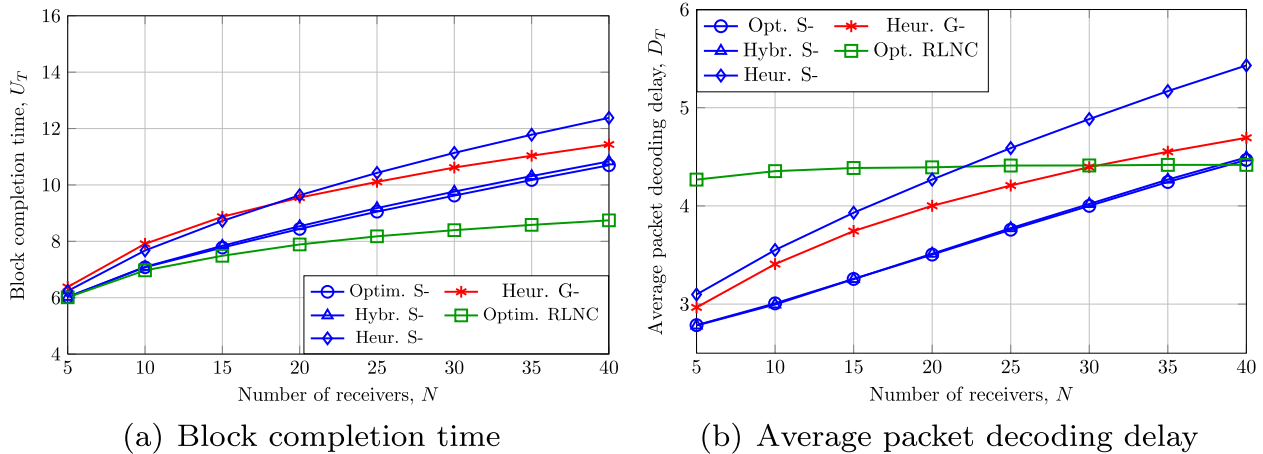 16
14
12
10
8
6
4
Block completion time, U_T
Optim. S-
Heur. G-
Hybr. S-
Optim. RLNC
Heur. S-
5 10 15 20 25 30 35 40
Number of receivers, N
(a) Block completion time
6
5
4
3
Average packet decoding delay, D_T
Opt. S-
Heur. G-
Hybr. S-
Opt. RLNC
Heur. S-
5 10 15 20 25 30 35 40
Number of receivers, N
(b) Average packet decoding delay